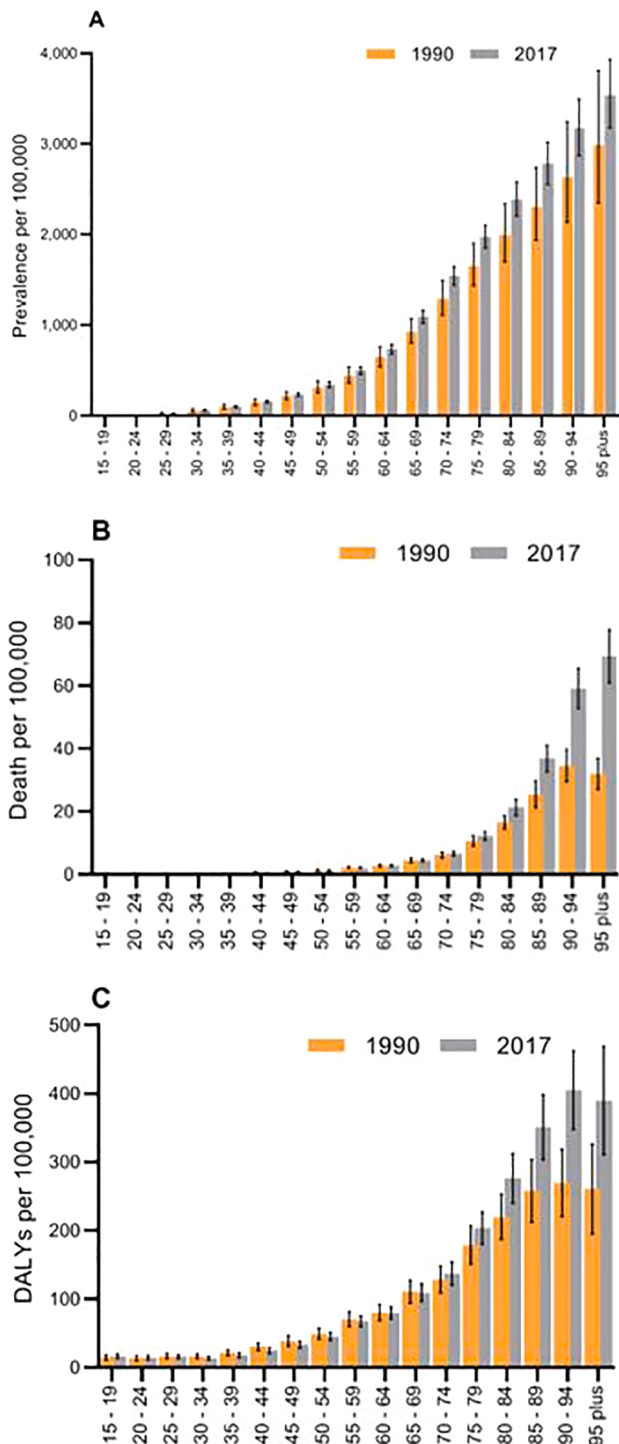 A
1990 2017
Prevalence per 100,000
4,000
3,000
2,000
1,000
0
15 - 19
20 - 24
25 - 29
30 - 34
35 - 39
40 - 44
45 - 49
50 - 54
55 - 59
60 - 64
65 - 69
70 - 74
75 - 79
80 - 84
85 - 89
90 - 94
95 plus
B
1990 2017
Death per 100,000
100
80
60
40
20
0
15 - 19
20 - 24
25 - 29
30 - 34
35 - 39
40 - 44
45 - 49
50 - 54
55 - 59
60 - 64
65 - 69
70 - 74
75 - 79
80 - 84
85 - 89
90 - 94
95 plus
C
1990 2017
DALYs per 100,000
500
400
300
200
100
0
15 - 19
20 - 24
25 - 29
30 - 34
35 - 39
40 - 44
45 - 49
50 - 54
55 - 59
60 - 64
65 - 69
70 - 74
75 - 79
80 - 84
85 - 89
90 - 94
95 plus